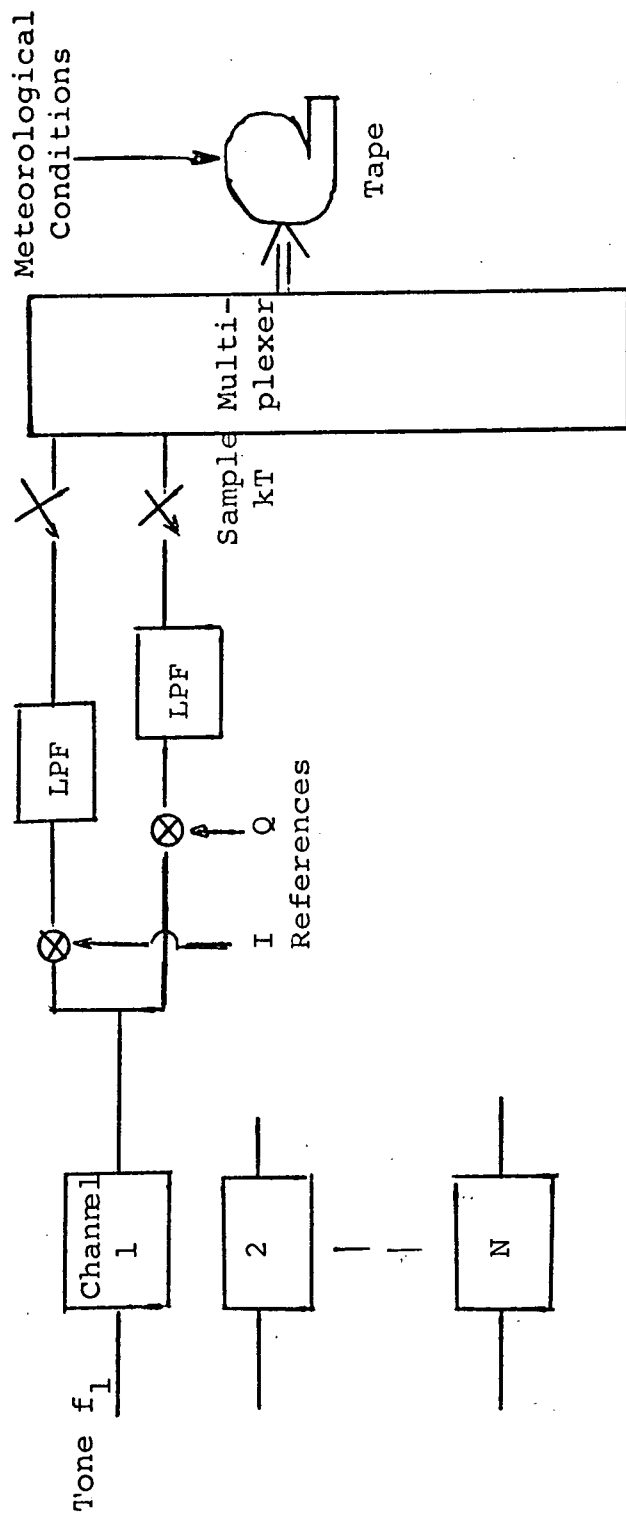 Tone f1
Channel
1
2
N
I
Q
References
LPF
LPF
Sample
kT
Multi-
plexer
Meteorological
Conditions
Tape